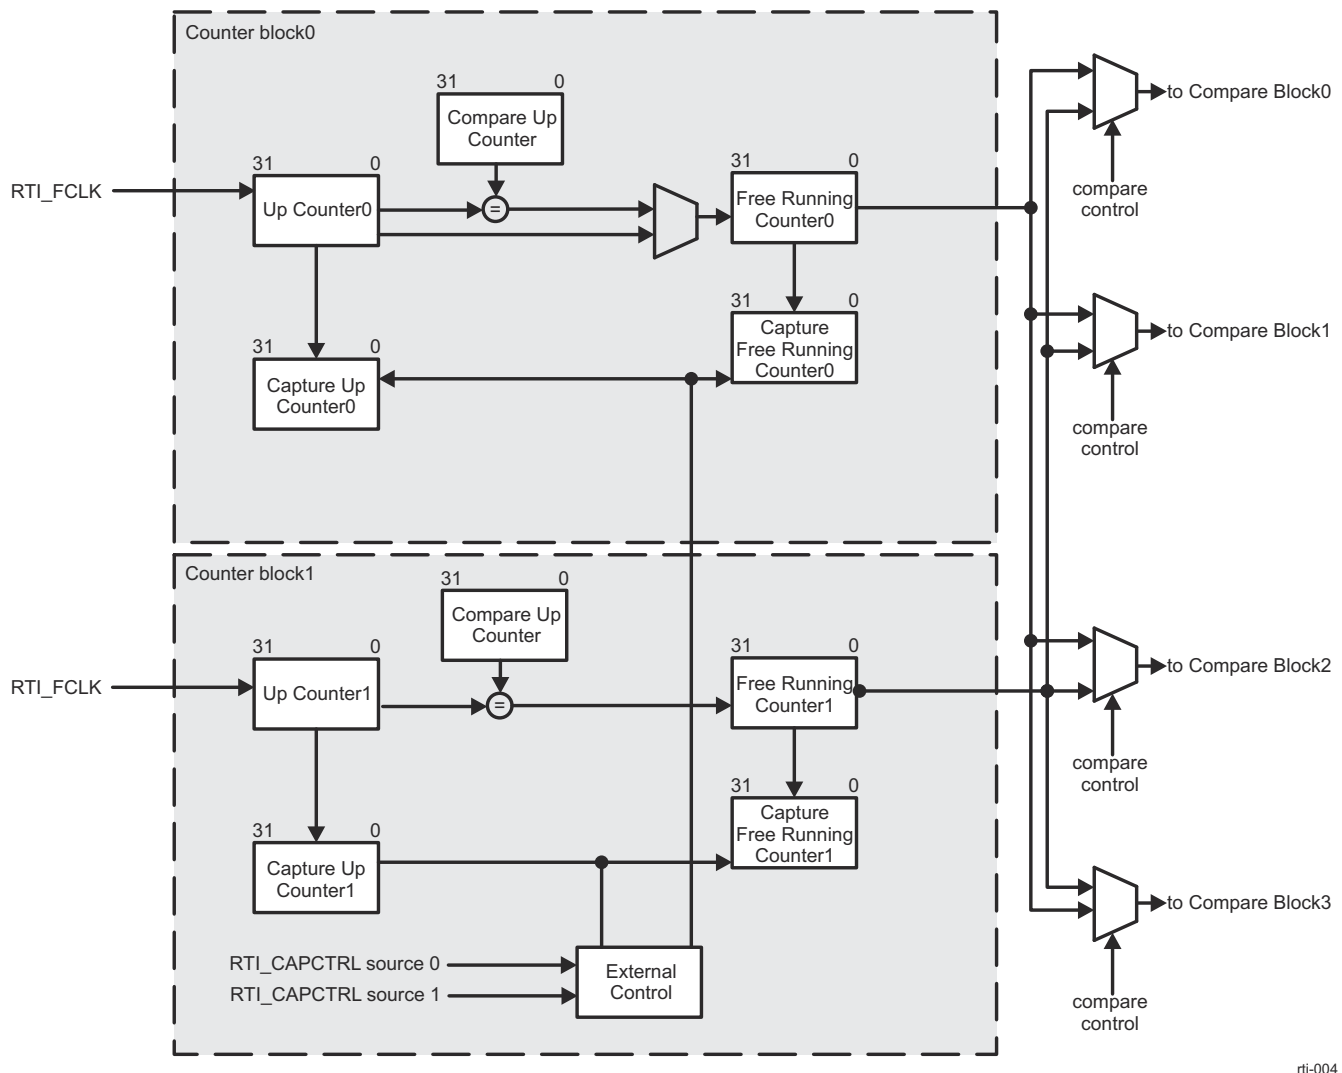 Counter block0
31 0
Compare Up
Counter
=
RTI_FCLK
31 0
Up Counter0
31 0
Free Running
Counter0
31 0
Capture Up
Counter0
31 0
Capture
Free Running
Counter0
to Compare Block0
compare
control
to Compare Block1
compare
control
Counter block1
31 0
Compare Up
Counter
=
RTI_FCLK
31 0
Up Counter1
31 0
Free Running
Counter1
31 0
Capture Up
Counter1
31 0
Capture
Free Running
Counter1
RTI_CAPCTRL source 0
RTI_CAPCTRL source 1
External
Control
to Compare Block2
compare
control
to Compare Block3
compare
control
rti-004